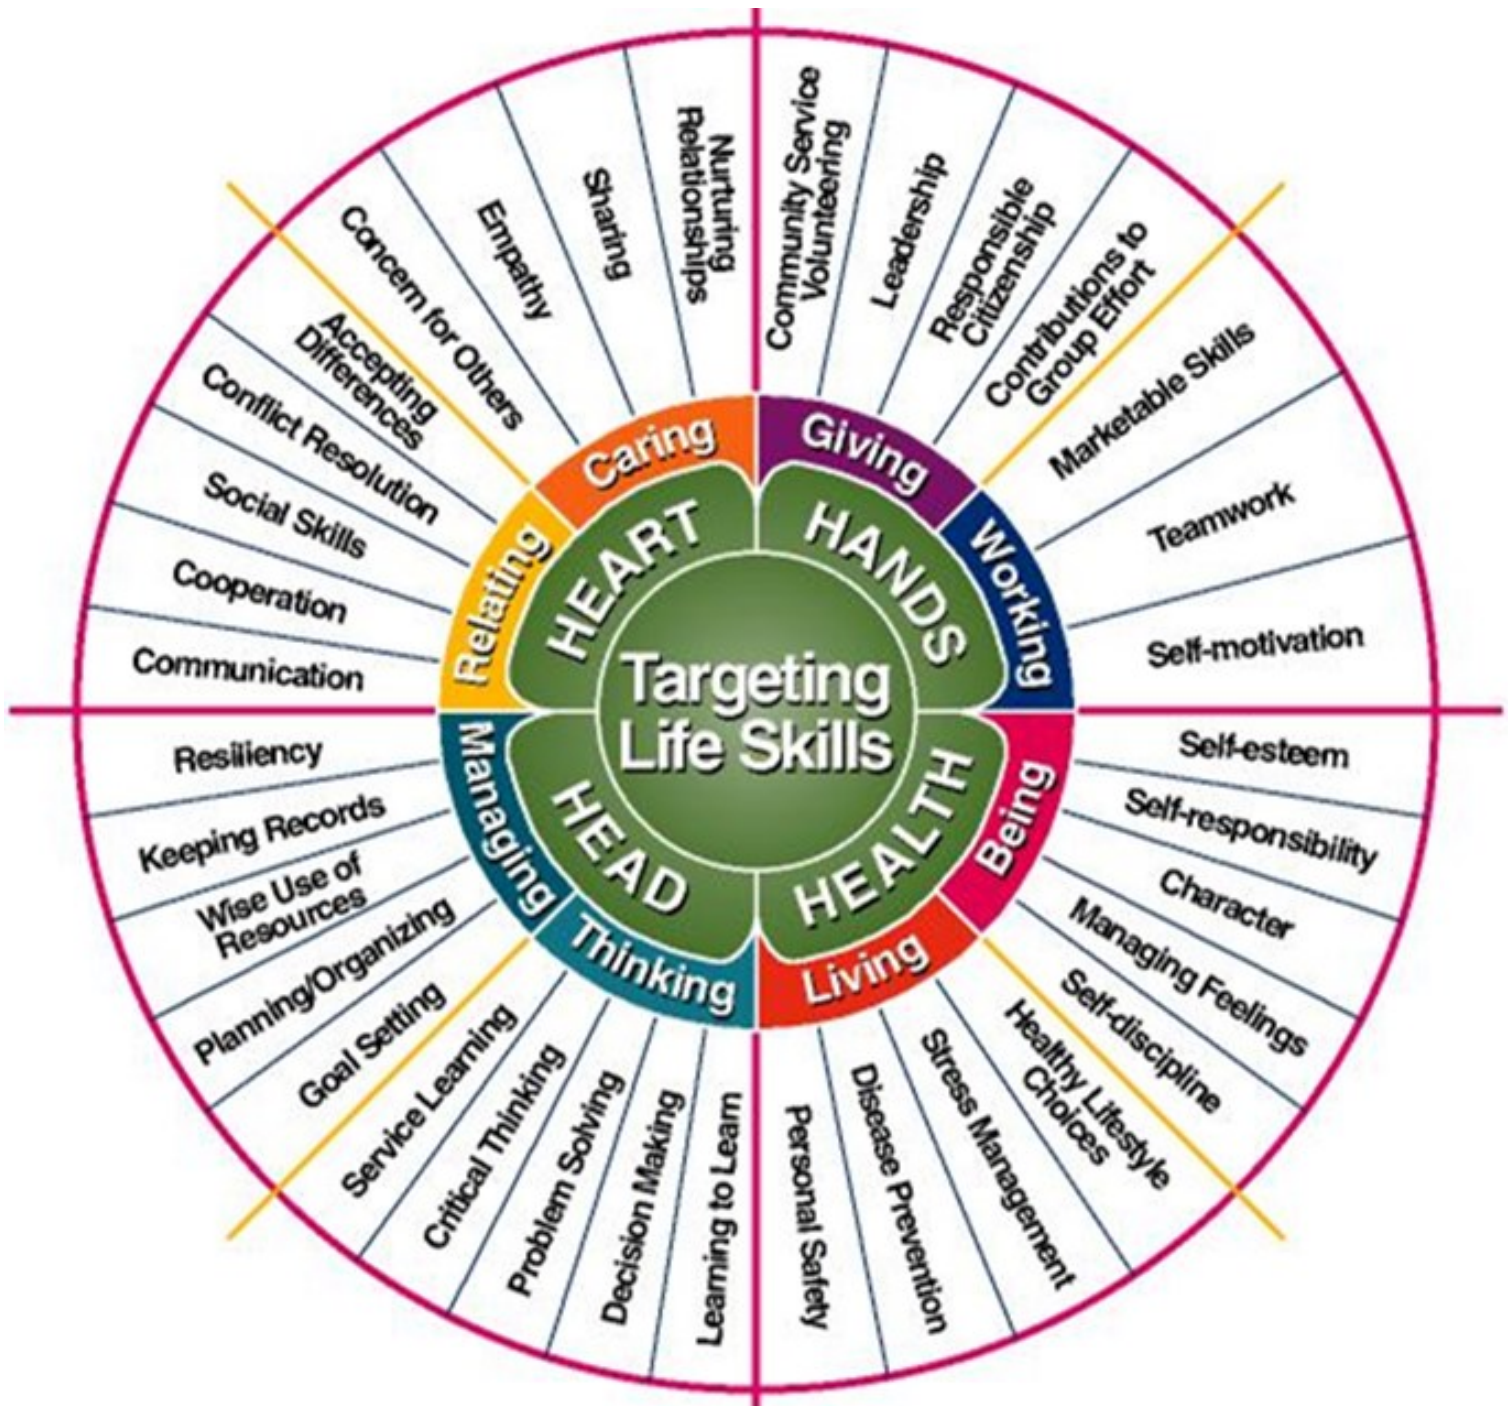 Targeting
Life Skills
HEART
HANDS
HEALTH
HEAD
Caring
Giving
Working
Being
Living
Thinking
Managing
Relating
Community Service
Volunteering
Leadership
Responsible
Citizenship
Contributions to
Group Effort
Marketable Skills
Teamwork
Self-motivation
Self-esteem
Self-responsibility
Character
Managing Feelings
Self-discipline
Healthy Lifestyle
Choices
Stress Management
Disease Prevention
Personal Safety
Learning to Learn
Decision Making
Problem Solving
Critical Thinking
Service Learning
Goal Setting
Planning/Organizing
Wise Use of
Resources
Keeping Records
Resiliency
Communication
Cooperation
Social Skills
Conflict Resolution
Accepting
Differences
Concern for Others
Empathy
Sharing
Nurturing
Relationships